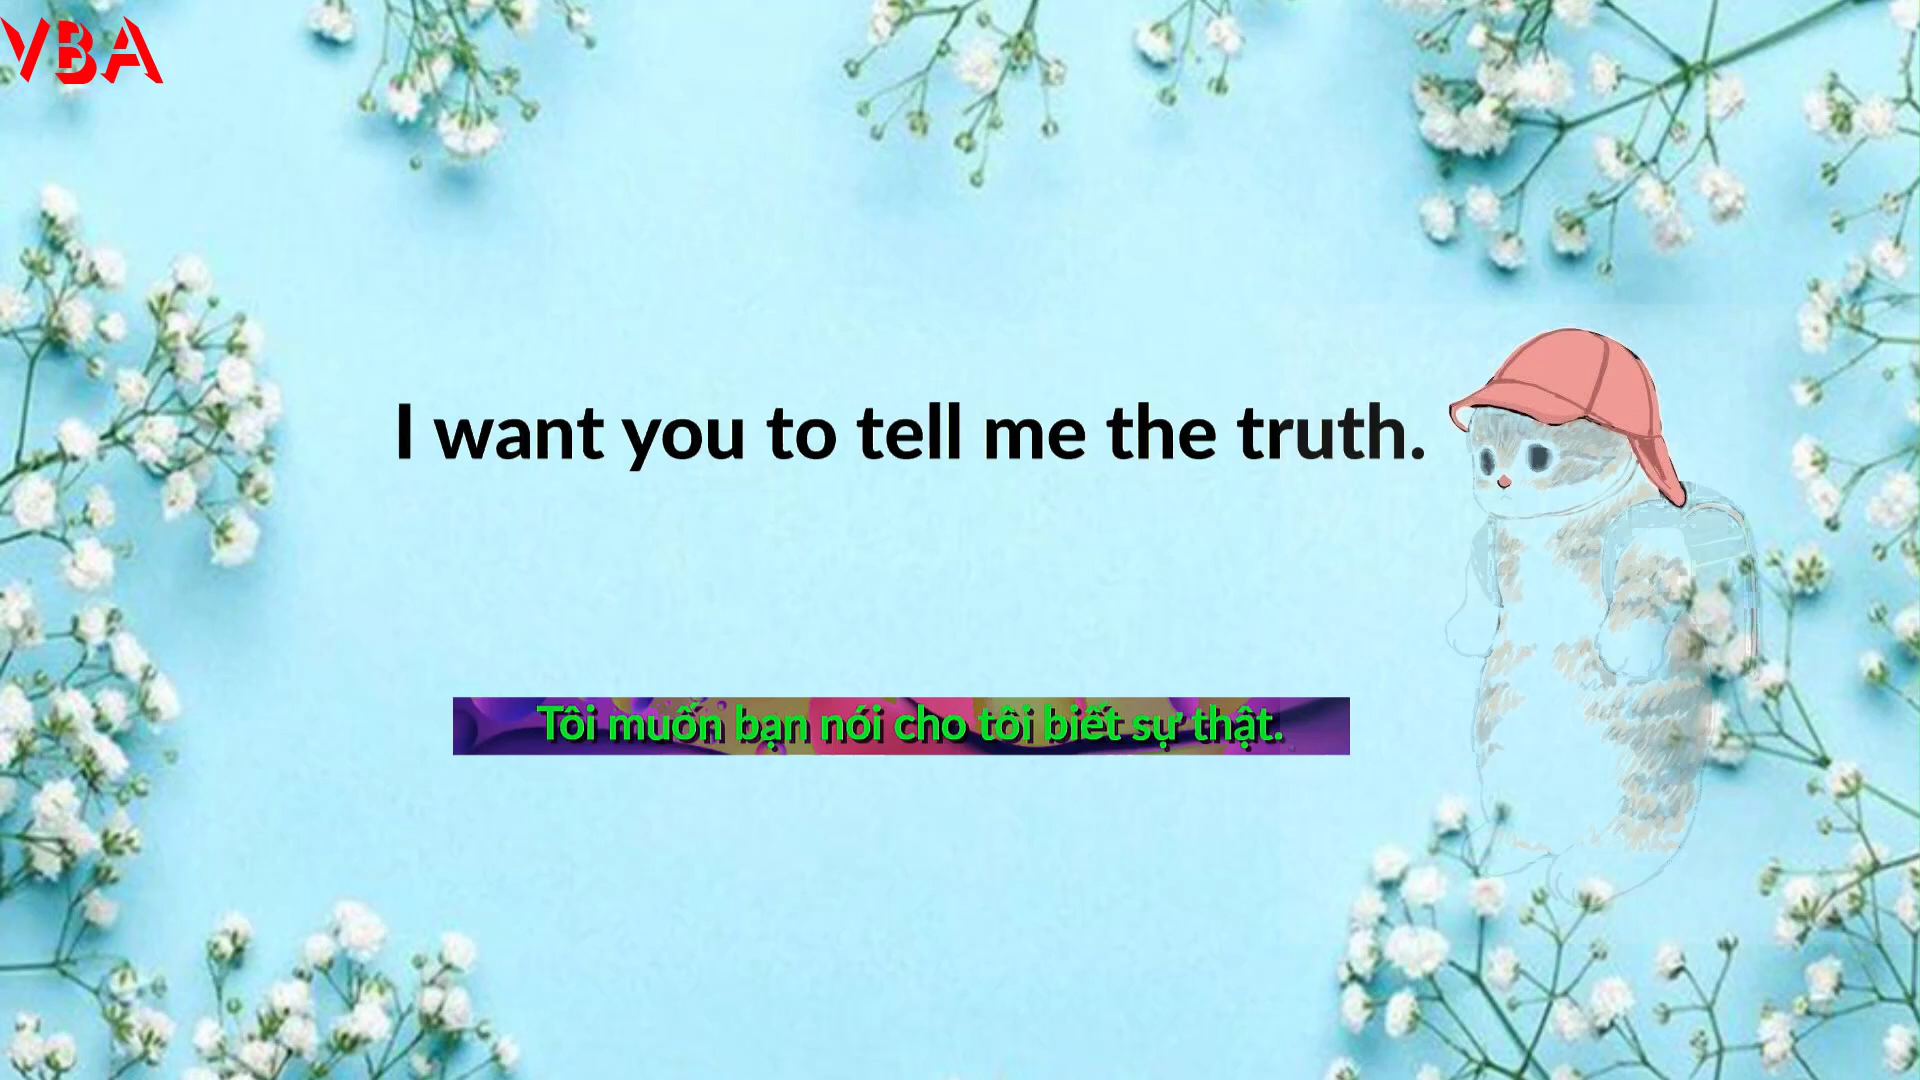 VBA
I want you to tell me the truth.
Tôi muốn bạn nói cho tôi biết sự thật.